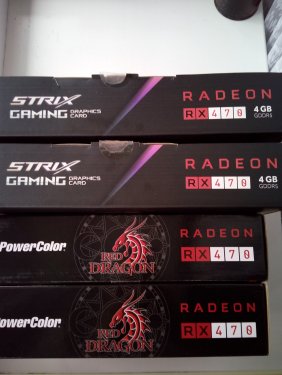 STRIX
GAMING GRAPHICS CARD
RADEON
RX 470
4GB
GDDR5
STRIX
GAMING GRAPHICS CARD
RADEON
RX 470
4GB
GDDR5
PowerColor
RED
DRAGON
RADEON
RX 470
PowerColor
RED
DRAGON
RADEON
RX 470